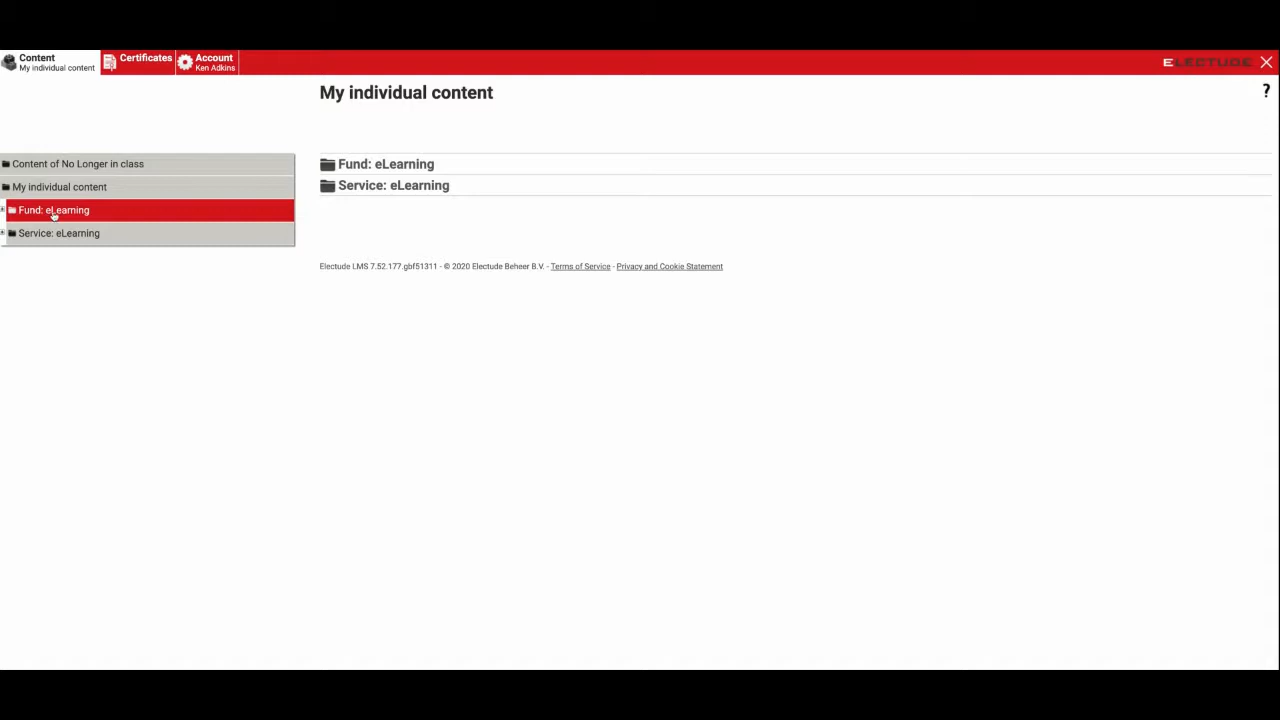 Content
My individual content
Certificates
Account
Ken Adkins
ELECTUDE
My individual content
?
Content of No Longer in class
My individual content
Fund: eLearning
Service: eLearning
Fund: eLearning
Service: eLearning
Electude LMS 7.52.177.gbf51311 - © 2020 Electude Beheer B.V. - Terms of Service - Privacy and Cookie Statement